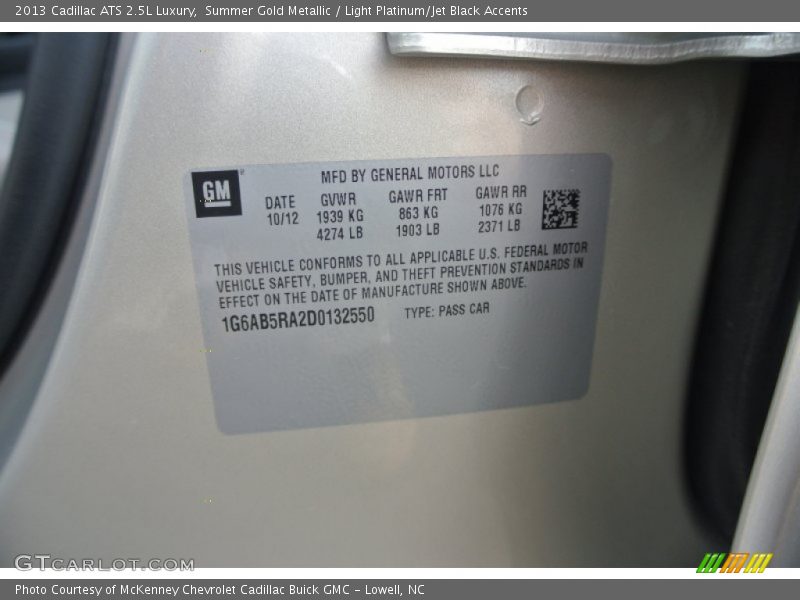 2013 Cadillac ATS 2.5L Luxury,  Summer Gold Metallic / Light Platinum/Jet Black Accents
GM
MFD BY GENERAL MOTORS LLC
DATE GVWR GAWR FRT GAWR RR
10/12 1939 KG 863 KG 1076 KG
4274 LB 1903 LB 2371 LB
THIS VEHICLE CONFORMS TO ALL APPLICABLE U.S. FEDERAL MOTOR
VEHICLE SAFETY, BUMPER, AND THEFT PREVENTION STANDARDS IN
EFFECT ON THE DATE OF MANUFACTURE SHOWN ABOVE.
1G6AB5RA2D0132550 TYPE: PASS CAR
GTCARLOT.COM
Photo Courtesy of McKenney Chevrolet Cadillac Buick GMC - Lowell, NC